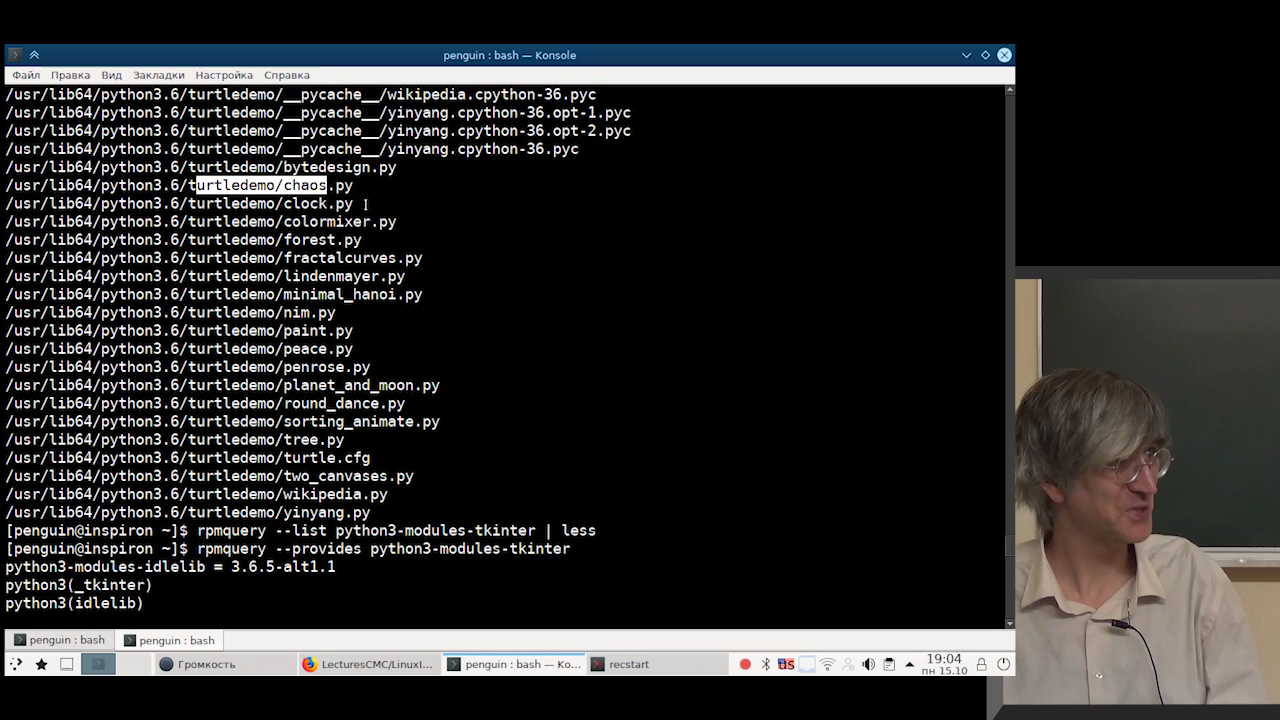 penguin : bash — Konsole
Файл Правка Вид Закладки Настройка Справка
/usr/lib64/python3.6/turtledemo/__pycache__/wikipedia.cpython-36.pyc
/usr/lib64/python3.6/turtledemo/__pycache__/yinyang.cpython-36.opt-1.pyc
/usr/lib64/python3.6/turtledemo/__pycache__/yinyang.cpython-36.opt-2.pyc
/usr/lib64/python3.6/turtledemo/__pycache__/yinyang.cpython-36.pyc
/usr/lib64/python3.6/turtledemo/bytedesign.py
/usr/lib64/python3.6/turtledemo/chaos.py
/usr/lib64/python3.6/turtledemo/clock.py
/usr/lib64/python3.6/turtledemo/colormixer.py
/usr/lib64/python3.6/turtledemo/forest.py
/usr/lib64/python3.6/turtledemo/fractalcurves.py
/usr/lib64/python3.6/turtledemo/lindenmayer.py
/usr/lib64/python3.6/turtledemo/minimal_hanoi.py
/usr/lib64/python3.6/turtledemo/nim.py
/usr/lib64/python3.6/turtledemo/paint.py
/usr/lib64/python3.6/turtledemo/peace.py
/usr/lib64/python3.6/turtledemo/penrose.py
/usr/lib64/python3.6/turtledemo/planet_and_moon.py
/usr/lib64/python3.6/turtledemo/round_dance.py
/usr/lib64/python3.6/turtledemo/sorting_animate.py
/usr/lib64/python3.6/turtledemo/tree.py
/usr/lib64/python3.6/turtledemo/turtle.cfg
/usr/lib64/python3.6/turtledemo/two_canvases.py
/usr/lib64/python3.6/turtledemo/wikipedia.py
/usr/lib64/python3.6/turtledemo/yinyang.py
[penguin@inspiron ~]$ rpmquery --list python3-modules-tkinter | less
[penguin@inspiron ~]$ rpmquery --provides python3-modules-tkinter
python3-modules-idlelib = 3.6.5-alt1.1
python3(_tkinter)
python3(idlelib)
penguin : bash penguin : bash
Громкость LecturesCMC/LinuxI... penguin : bash — Ko... recstart us 19:04
пн 15.10